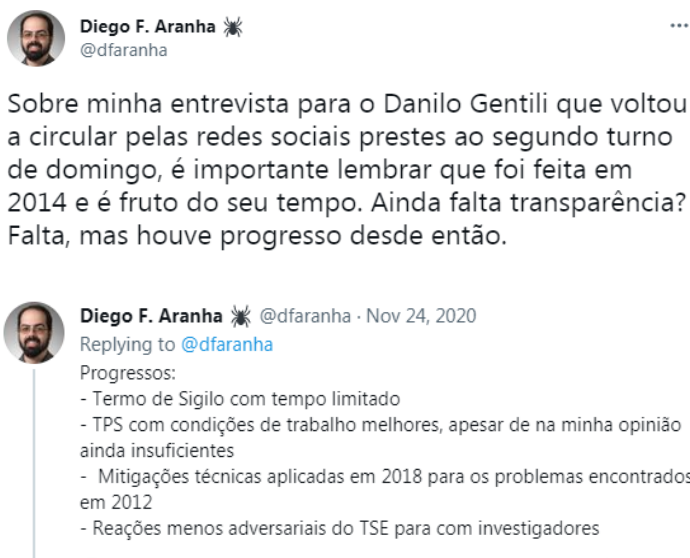 Diego F. Aranha 🕷
@dfaranha
Sobre minha entrevista para o Danilo Gentili que voltou
a circular pelas redes sociais prestes ao segundo turno
de domingo, é importante lembrar que foi feita em
2014 e é fruto do seu tempo. Ainda falta transparência?
Falta, mas houve progresso desde então.
Diego F. Aranha 🕷 @dfaranha · Nov 24, 2020
Replying to @dfaranha
Progressos:
- Termo de Sigilo com tempo limitado
- TPS com condições de trabalho melhores, apesar de na minha opinião
ainda insuficientes
- Mitigações técnicas aplicadas em 2018 para os problemas encontrados
em 2012
- Reações menos adversariais do TSE para com investigadores